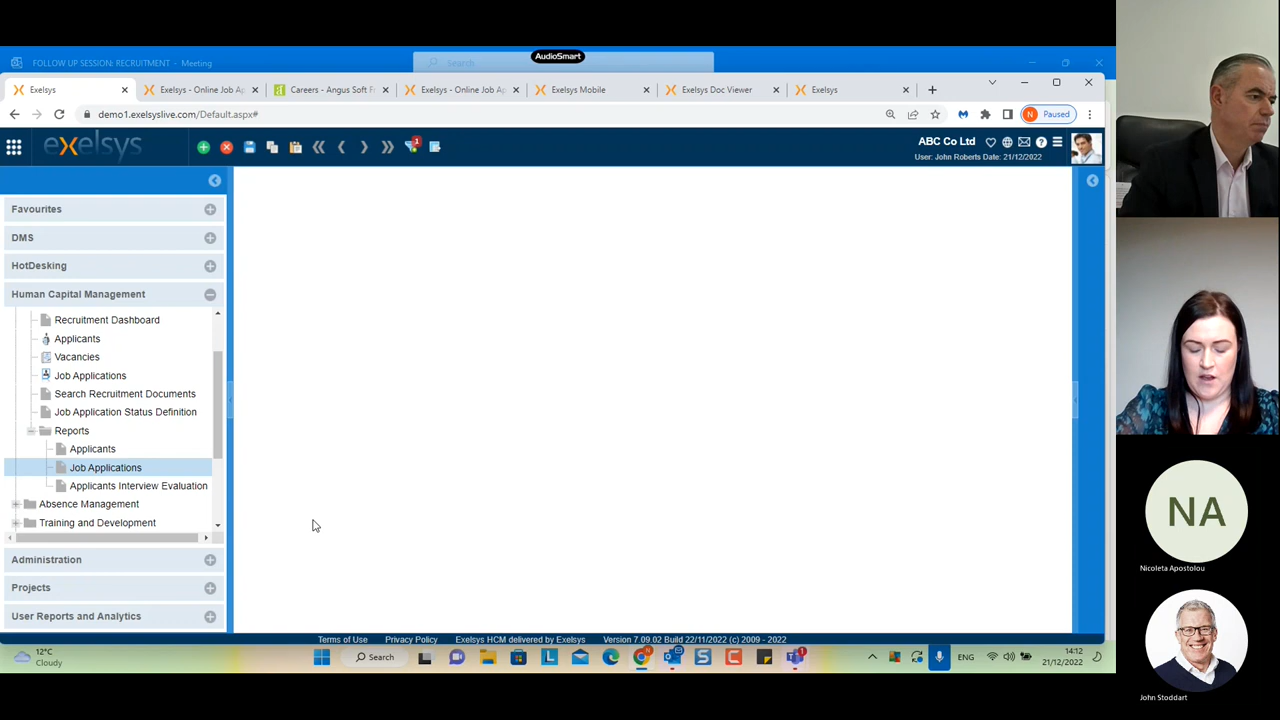 AudioSmart
FOLLOW UP SESSION: RECRUITMENT - Meeting
Search
Exelsys
Exelsys - Online Job Ap
Careers - Angus Soft Fr
Exelsys - Online Job Ap
Exelsys Mobile
Exelsys Doc Viewer
Exelsys
demo1.exelsyslive.com/Default.aspx#
N
Paused
exelsys
1
ABC Co Ltd
User: John Roberts Date: 21/12/2022
Favourites
DMS
HotDesking
Human Capital Management
Recruitment Dashboard
Applicants
Vacancies
Job Applications
Search Recruitment Documents
Job Application Status Definition
Reports
Applicants
Job Applications
Applicants Interview Evaluation
Absence Management
Training and Development
Administration
Projects
User Reports and Analytics
Terms of Use
Privacy Policy
Exelsys HCM delivered by Exelsys
Version 7.09.02 Build 22/11/2022 (c) 2009 - 2022
12°C
Cloudy
Search
ENG
14:12
21/12/2022
NA
Nicoleta Apostolou
John Stoddart